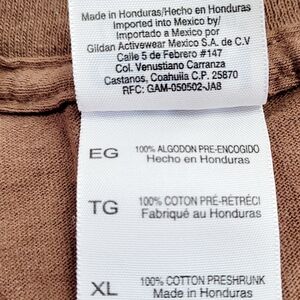 Made in Honduras/Hecho en Honduras
Imported into Mexico by/
Importado a Mexico por
Gildan Activewear Mexico S.A. de C.V
Calle 5 de Febrero #147
Col. Venustiano Carranza
Castanos, Coahuila C.P. 25870
RFC: GAM-050502-JA8
EG 100% ALGODON PRE-ENCOGIDO
Hecho en Honduras
TG 100% COTON PRÉ-RÉTRÉCI
Fabriqué au Honduras
XL 100% COTTON PRESHRUNK
Made in Honduras